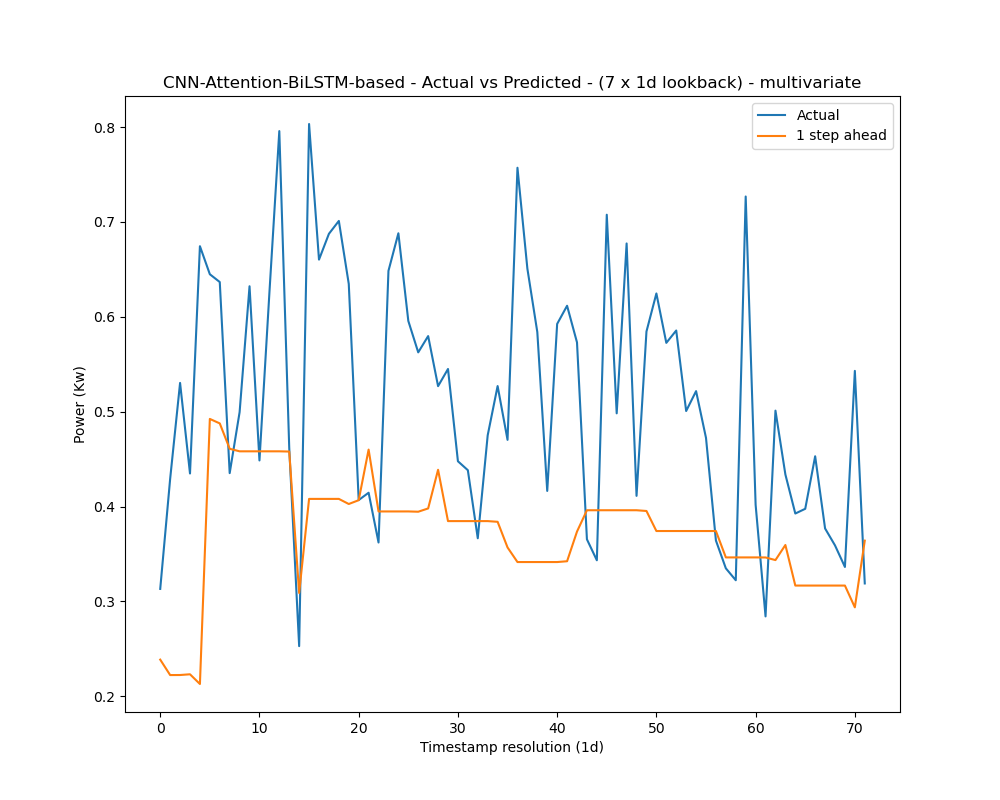 CNN-Attention-BiLSTM-based - Actual vs Predicted - (7 x 1d lookback) - multivariate
Actual
1 step ahead
Power (Kw)
0.8
0.7
0.6
0.5
0.4
0.3
0.2
0 10 20 30 40 50 60 70
Timestamp resolution (1d)